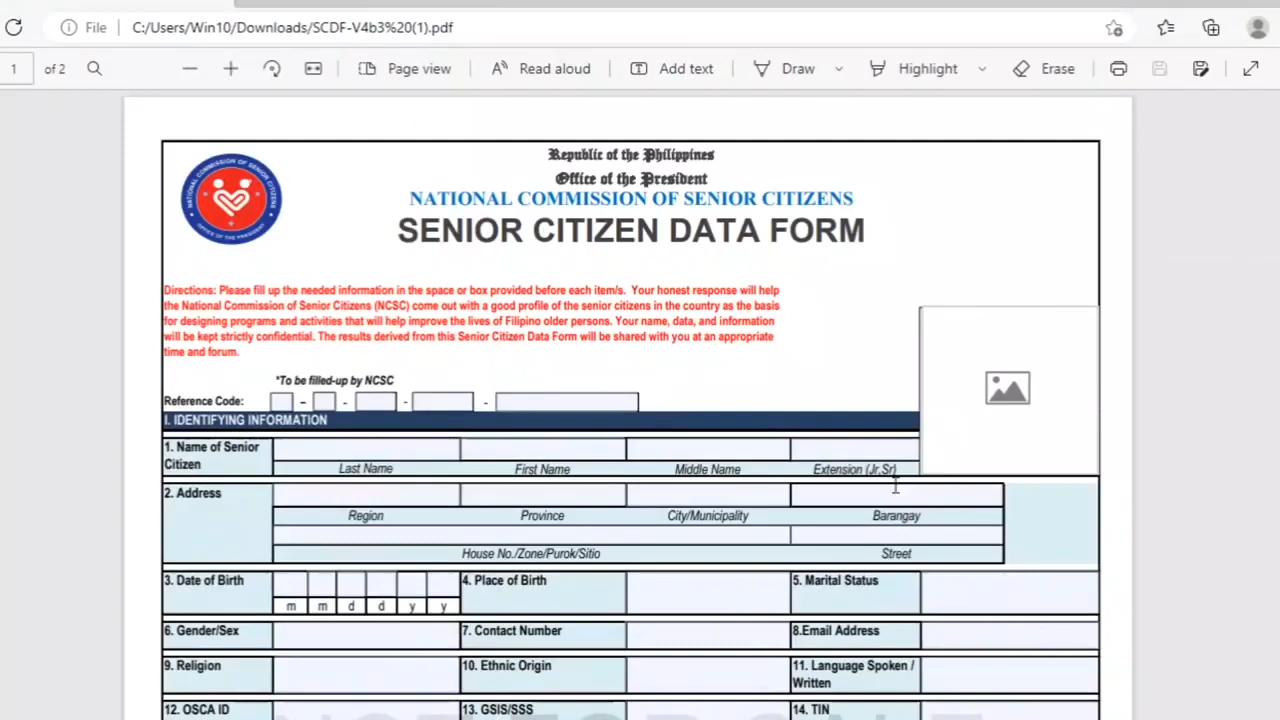 File
C:/Users/Win10/Downloads/SCDF-V4b3%20(1).pdf
1 of 2
Page view
Read aloud
Add text
Draw
Highlight
Erase
Republic of the Philippines
Office of the President
NATIONAL COMMISSION OF SENIOR CITIZENS
SENIOR CITIZEN DATA FORM
NATIONAL COMMISSION OF SENIOR CITIZENS
OFFICE OF THE PRESIDENT
Directions: Please fill up the needed information in the space or box provided before each item/s. Your honest response will help
the National Commission of Senior Citizens (NCSC) come out with a good profile of the senior citizens in the country as the basis
for designing programs and activities that will help improve the lives of Filipino older persons. Your name, data, and information
will be kept strictly confidential. The results derived from this Senior Citizen Data Form will be shared with you at an appropriate
time and forum.
*To be filled-up by NCSC
Reference Code: – - - -
I. IDENTIFYING INFORMATION
1. Name of Senior
Citizen
Last Name
First Name
Middle Name
Extension (Jr,Sr)
2. Address
Region
Province
City/Municipality
Barangay
House No./Zone/Purok/Sitio
Street
3. Date of Birth
m m d d y y
4. Place of Birth
5. Marital Status
6. Gender/Sex
7. Contact Number
8.Email Address
9. Religion
10. Ethnic Origin
11. Language Spoken /
Written
12. OSCA ID
13. GSIS/SSS
14. TIN